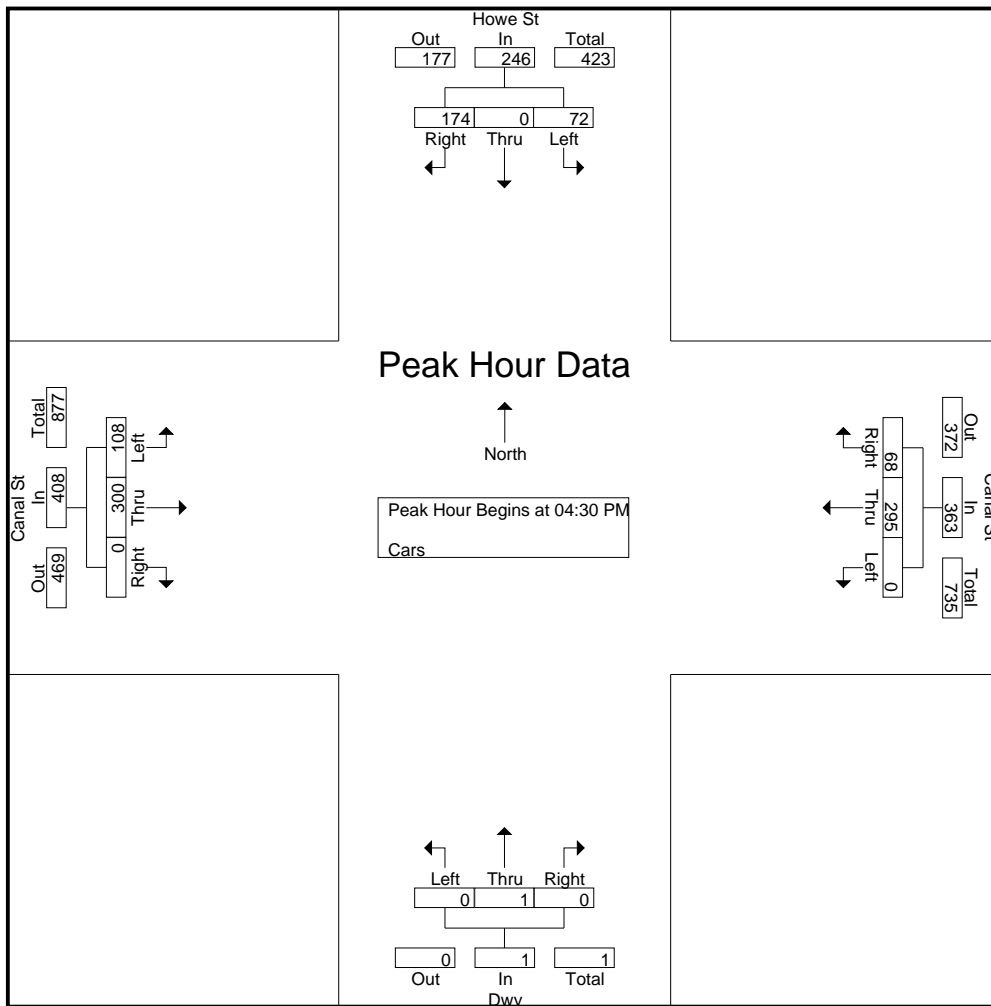 Howe St
Out In Total
177 246 423
174 0 72
Right Thru Left
Peak Hour Data
North
Peak Hour Begins at 04:30 PM
Cars
Canal St
Out In Total
469 408 877
Left Thru Right
108 300 0
Canal St
Out In Total
372 363 735
Right Thru Left
68 295 0
Left Thru Right
0 1 0
0 1 1
Out In Total
Dwy